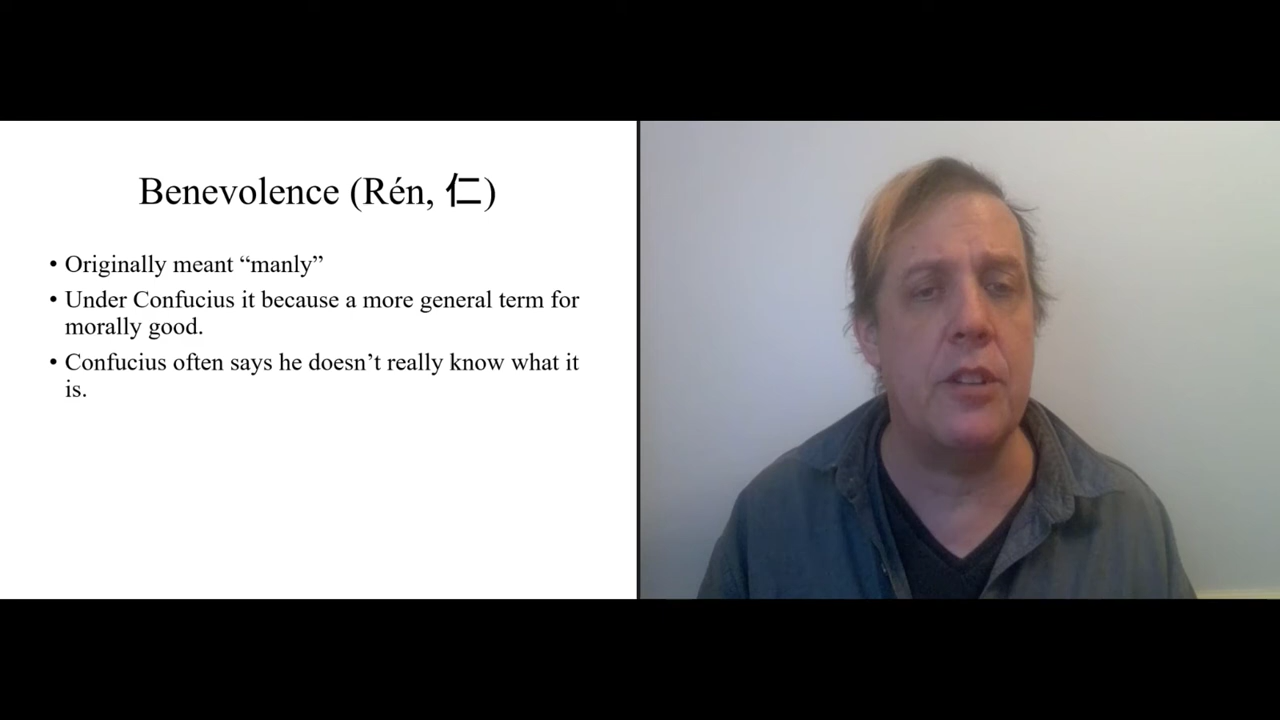 Benevolence (Rén, 仁)
• Originally meant “manly”
• Under Confucius it because a more general term for
morally good.
• Confucius often says he doesn’t really know what it
is.